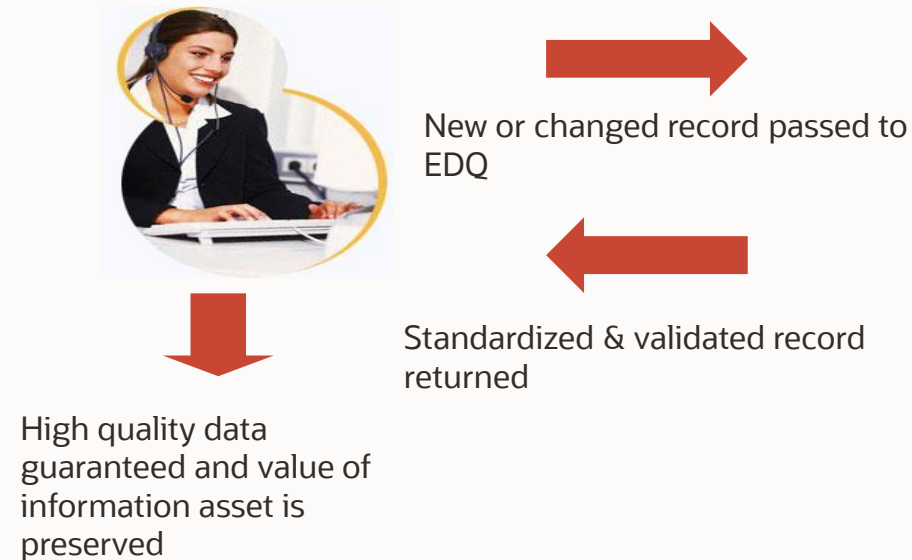 New or changed record passed to
EDQ
Standardized & validated record
returned
High quality data
guaranteed and value of
information asset is
preserved